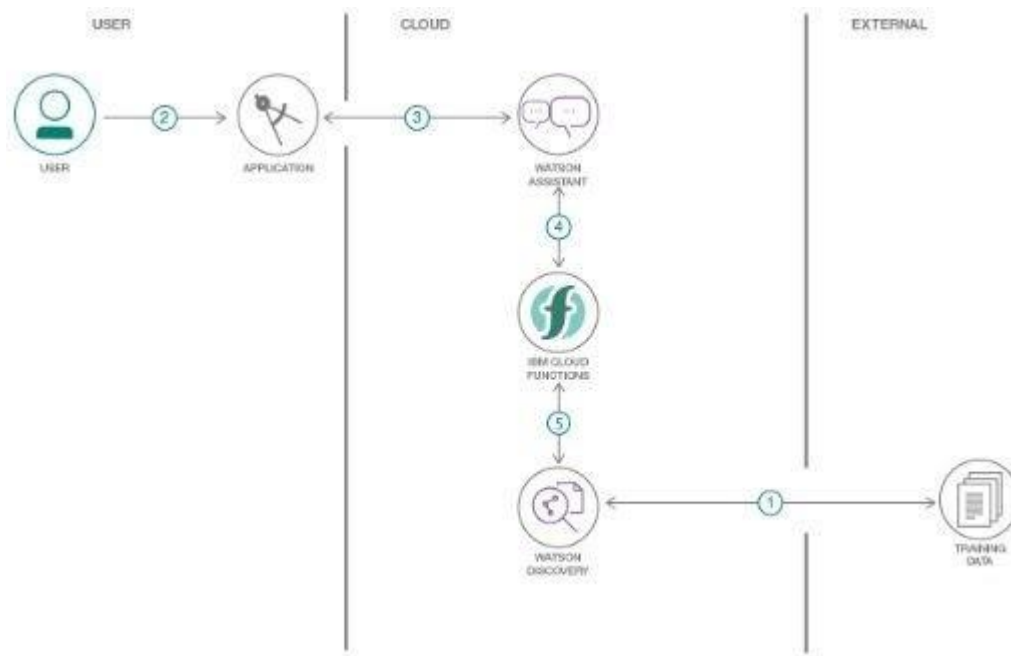 USER
CLOUD
EXTERNAL
2
3
USER
APPLICATION
WATSON
ASSISTANT
4
IBM CLOUD
FUNCTIONS
5
1
WATSON
DISCOVERY
TRAINING
DATA